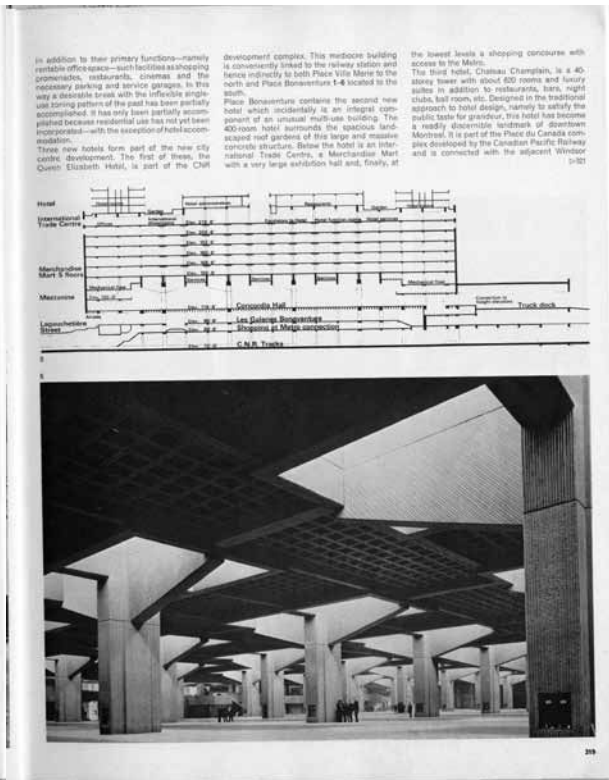 in addition to their primary functions—namely
rentable office space—such facilities as shopping
promenades, restaurants, cinemas and the
necessary parking and service garages. In this
way a desirable break with the inflexible single-
use zoning pattern of the past has been partially
accomplished. It has only been partially accom-
plished because residential use has not yet been
incorporated—with the exception of hotel accom-
modation.
Three new hotels form part of the new city
centre development. The first of these, the
Queen Elizabeth Hotel, is part of the CNR
development complex. This mediocre building
is conveniently linked to the railway station and
hence indirectly to both Place Ville Marie to the
north and Place Bonaventure 1-6 located to the
south.
Place Bonaventure contains the second new
hotel which incidentally is an integral com-
ponent of an unusual multi-use building. The
400-room hotel surrounds the spacious land-
scaped roof gardens of this large and massive
concrete structure. Below the hotel is an Inter-
national Trade Centre, a Merchandise Mart
with a very large exhibition hall and, finally, at
the lowest levels a shopping concourse with
access to the Metro.
The third hotel, Chateau Champlain, is a 40-
storey tower with about 620 rooms and luxury
suites in addition to restaurants, bars, night
clubs, ball room, etc. Designed in the traditional
approach to hotel design, namely to satisfy the
public taste for grandeur, this hotel has become
a readily discernible landmark of downtown
Montreal. It is part of the Place du Canada com-
plex developed by the Canadian Pacific Railway
and is connected with the adjacent Windsor
▷321
Hotel
International
Trade Centre
Merchandise
Mart 5 floors
Mezzanine
Lagauchetière
Street
Garden
Restaurants
Garden
Offices
Mechanical floor
Mechanical floor
Services
Services
Services
Arcade
Concordia Hall
Truck dock
Les Galeries Bonaventure
Shopping at Metro connection
C.N.R. Tracks
319